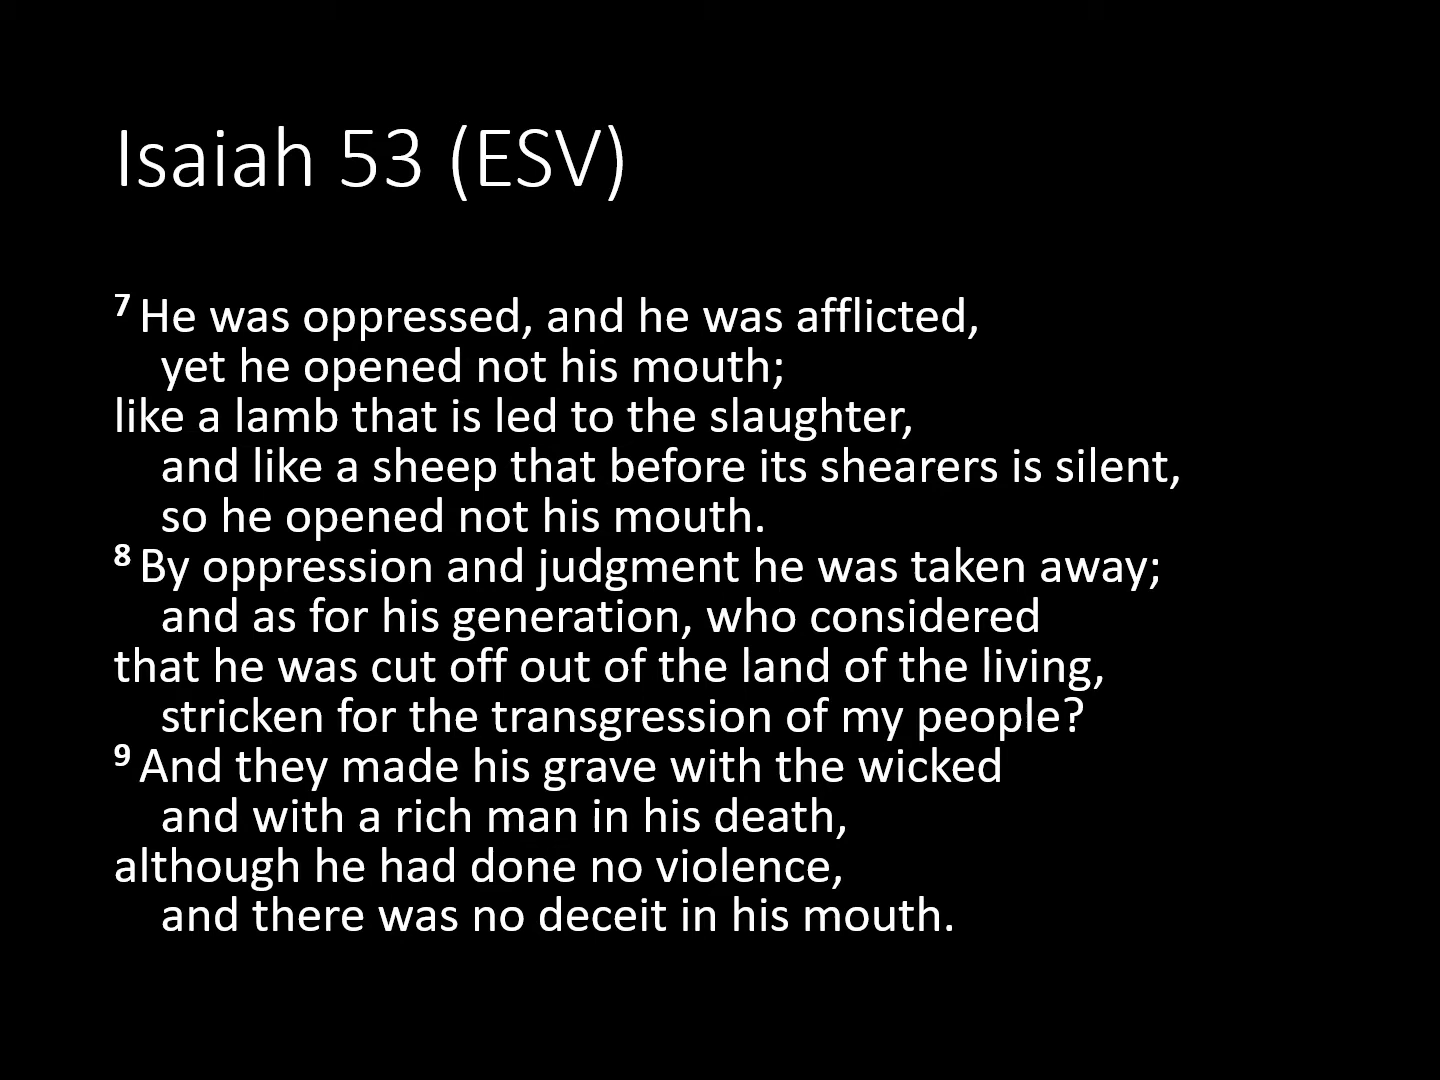 Isaiah 53 (ESV)
7 He was oppressed, and he was afflicted,
yet he opened not his mouth;
like a lamb that is led to the slaughter,
and like a sheep that before its shearers is silent,
so he opened not his mouth.
8 By oppression and judgment he was taken away;
and as for his generation, who considered
that he was cut off out of the land of the living,
stricken for the transgression of my people?
9 And they made his grave with the wicked
and with a rich man in his death,
although he had done no violence,
and there was no deceit in his mouth.